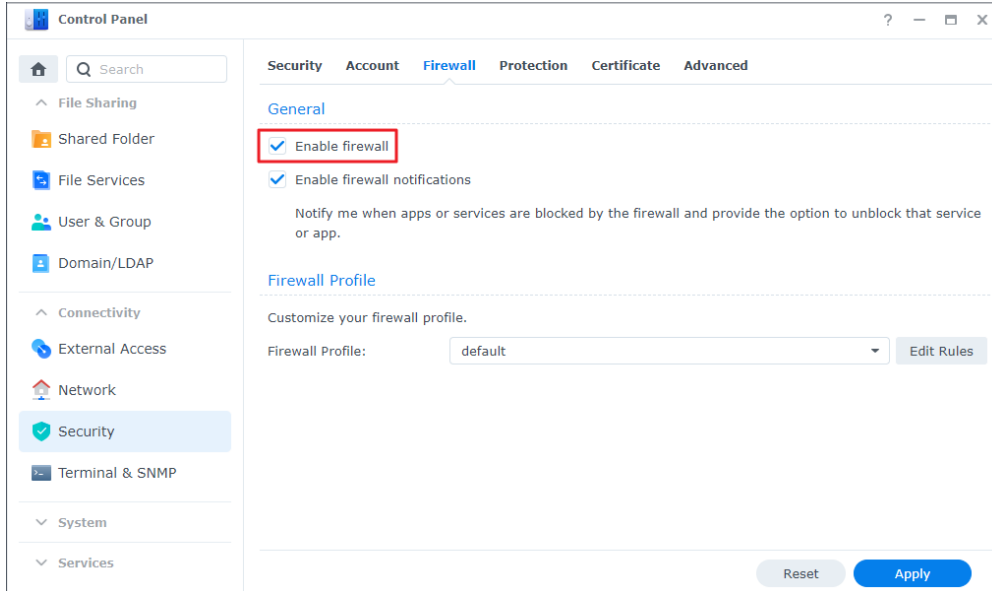 Control Panel
?
Search
File Sharing
Shared Folder
File Services
User & Group
Domain/LDAP
Connectivity
External Access
Network
Security
Terminal & SNMP
System
Services
Security Account Firewall Protection Certificate Advanced
General
Enable firewall
Enable firewall notifications
Notify me when apps or services are blocked by the firewall and provide the option to unblock that service
or app.
Firewall Profile
Customize your firewall profile.
Firewall Profile: default Edit Rules
Reset Apply